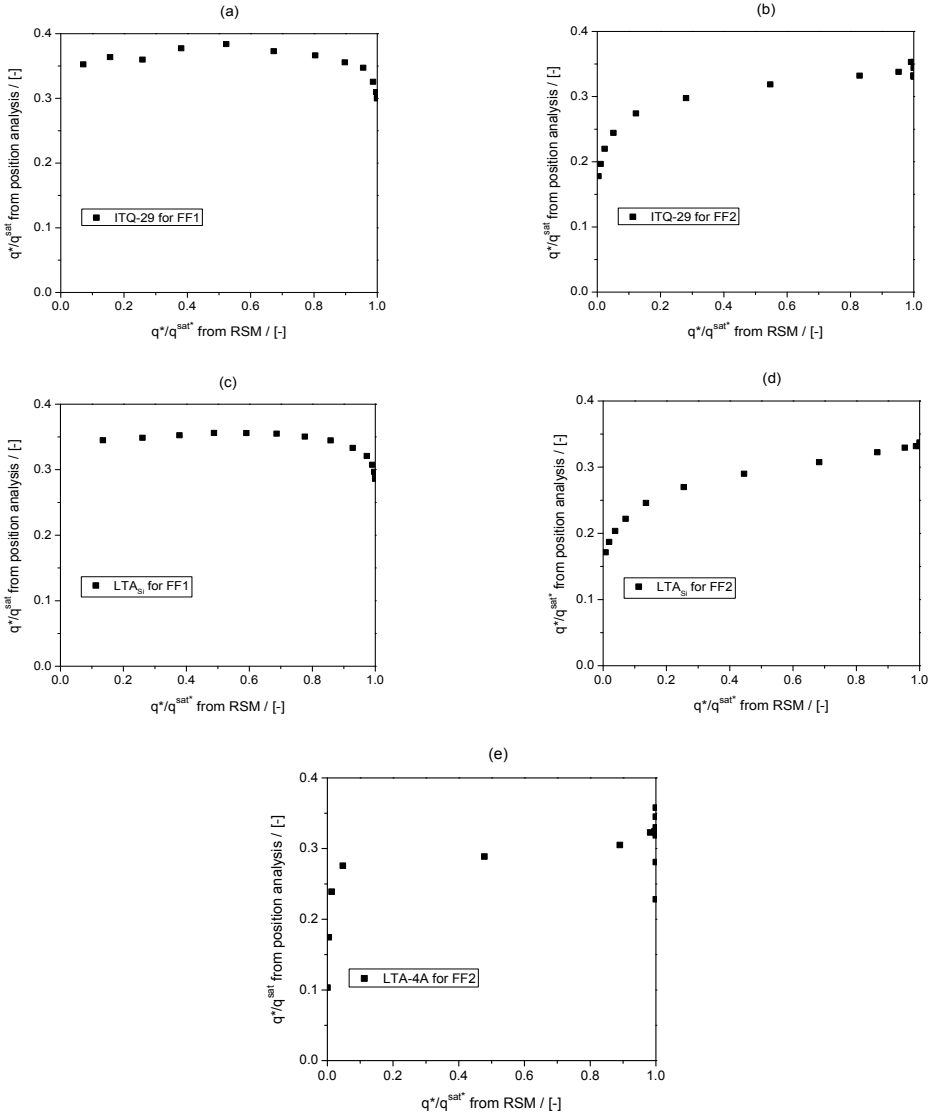 (a)
0.4
0.3
0.2
0.1
0.0
q*/q^sat from position analysis / [-]
ITQ-29 for FF1
0.0 0.2 0.4 0.6 0.8 1.0
q*/q^sat* from RSM / [-]
(b)
0.4
0.3
0.2
0.1
0.0
q*/q^sat from position analysis / [-]
ITQ-29 for FF2
0.0 0.2 0.4 0.6 0.8 1.0
q*/q^sat* from RSM / [-]
(c)
0.4
0.3
0.2
0.1
0.0
q*/q^sat from position analysis / [-]
LTA_Si for FF1
0.0 0.2 0.4 0.6 0.8 1.0
q*/q^sat* from RSM / [-]
(d)
0.4
0.3
0.2
0.1
0.0
q*/q^sat* from position analysis / [-]
LTA_Si for FF2
0.0 0.2 0.4 0.6 0.8 1.0
q*/q^sat* from RSM / [-]
(e)
0.4
0.3
0.2
0.1
0.0
q*/q^sat from position analysis / [-]
LTA-4A for FF2
0.0 0.2 0.4 0.6 0.8 1.0
q*/q^sat* from RSM / [-]